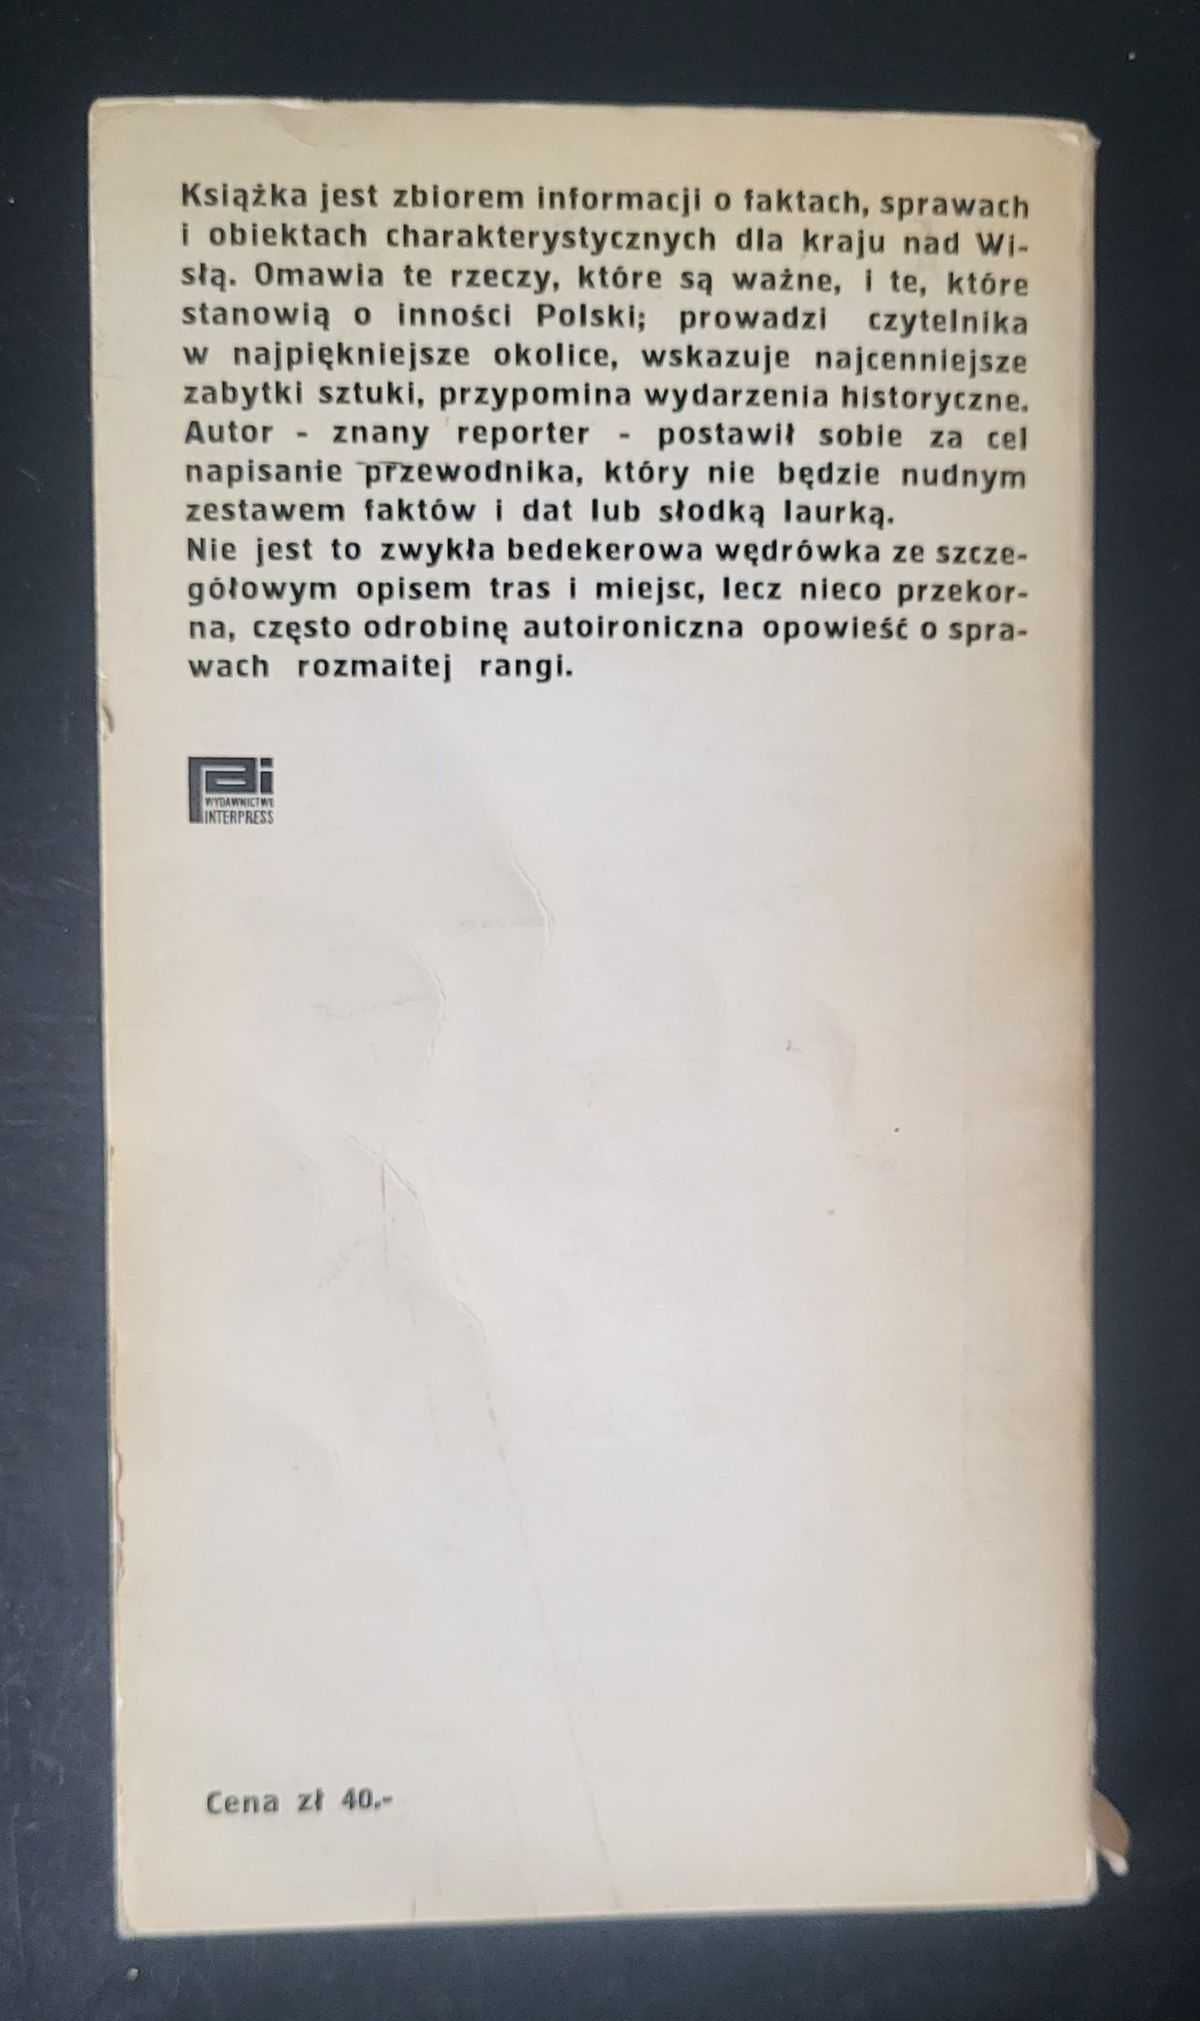 Książka jest zbiorem informacji o faktach, sprawach
i obiektach charakterystycznych dla kraju nad Wi-
słą. Omawia te rzeczy, które są ważne, i te, które
stanowią o inności Polski; prowadzi czytelnika
w najpiękniejsze okolice, wskazuje najcenniejsze
zabytki sztuki, przypomina wydarzenia historyczne.
Autor - znany reporter - postawił sobie za cel
napisanie przewodnika, który nie będzie nudnym
zestawem faktów i dat lub słodką laurką.
Nie jest to zwykła bedekerowa wędrówka ze szcze-
gółowym opisem tras i miejsc, lecz nieco przekor-
na, często odrobinę autoironiczna opowieść o spra-
wach rozmaitej rangi.
pai
WYDAWNICTWO
INTERPRESS
Cena zł 40.-